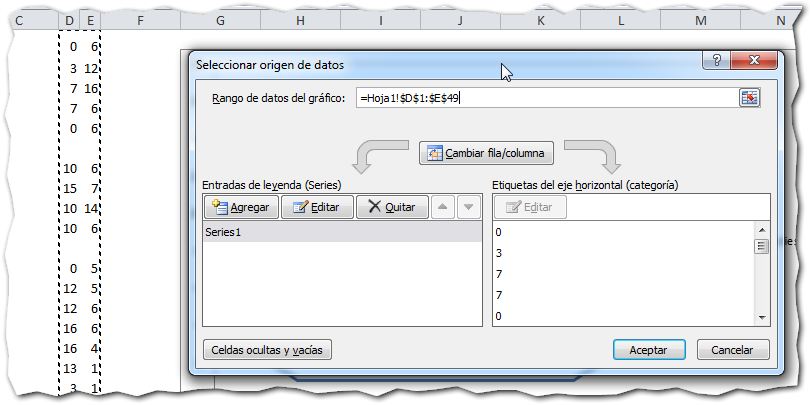 C D E F G H I J K L M N
0 6
3 12
7 16
7 6
0 6
10 6
15 7
10 14
10 6
0 5
12 5
12 6
16 6
16 4
13 1
3 1
Seleccionar origen de datos
Rango de datos del gráfico: =Hoja1!$D$1:$E$49
Cambiar fila/columna
Entradas de leyenda (Series) Etiquetas del eje horizontal (categoría)
Agregar Editar Quitar Editar
Series1
0
3
7
7
0
Celdas ocultas y vacías Aceptar Cancelar